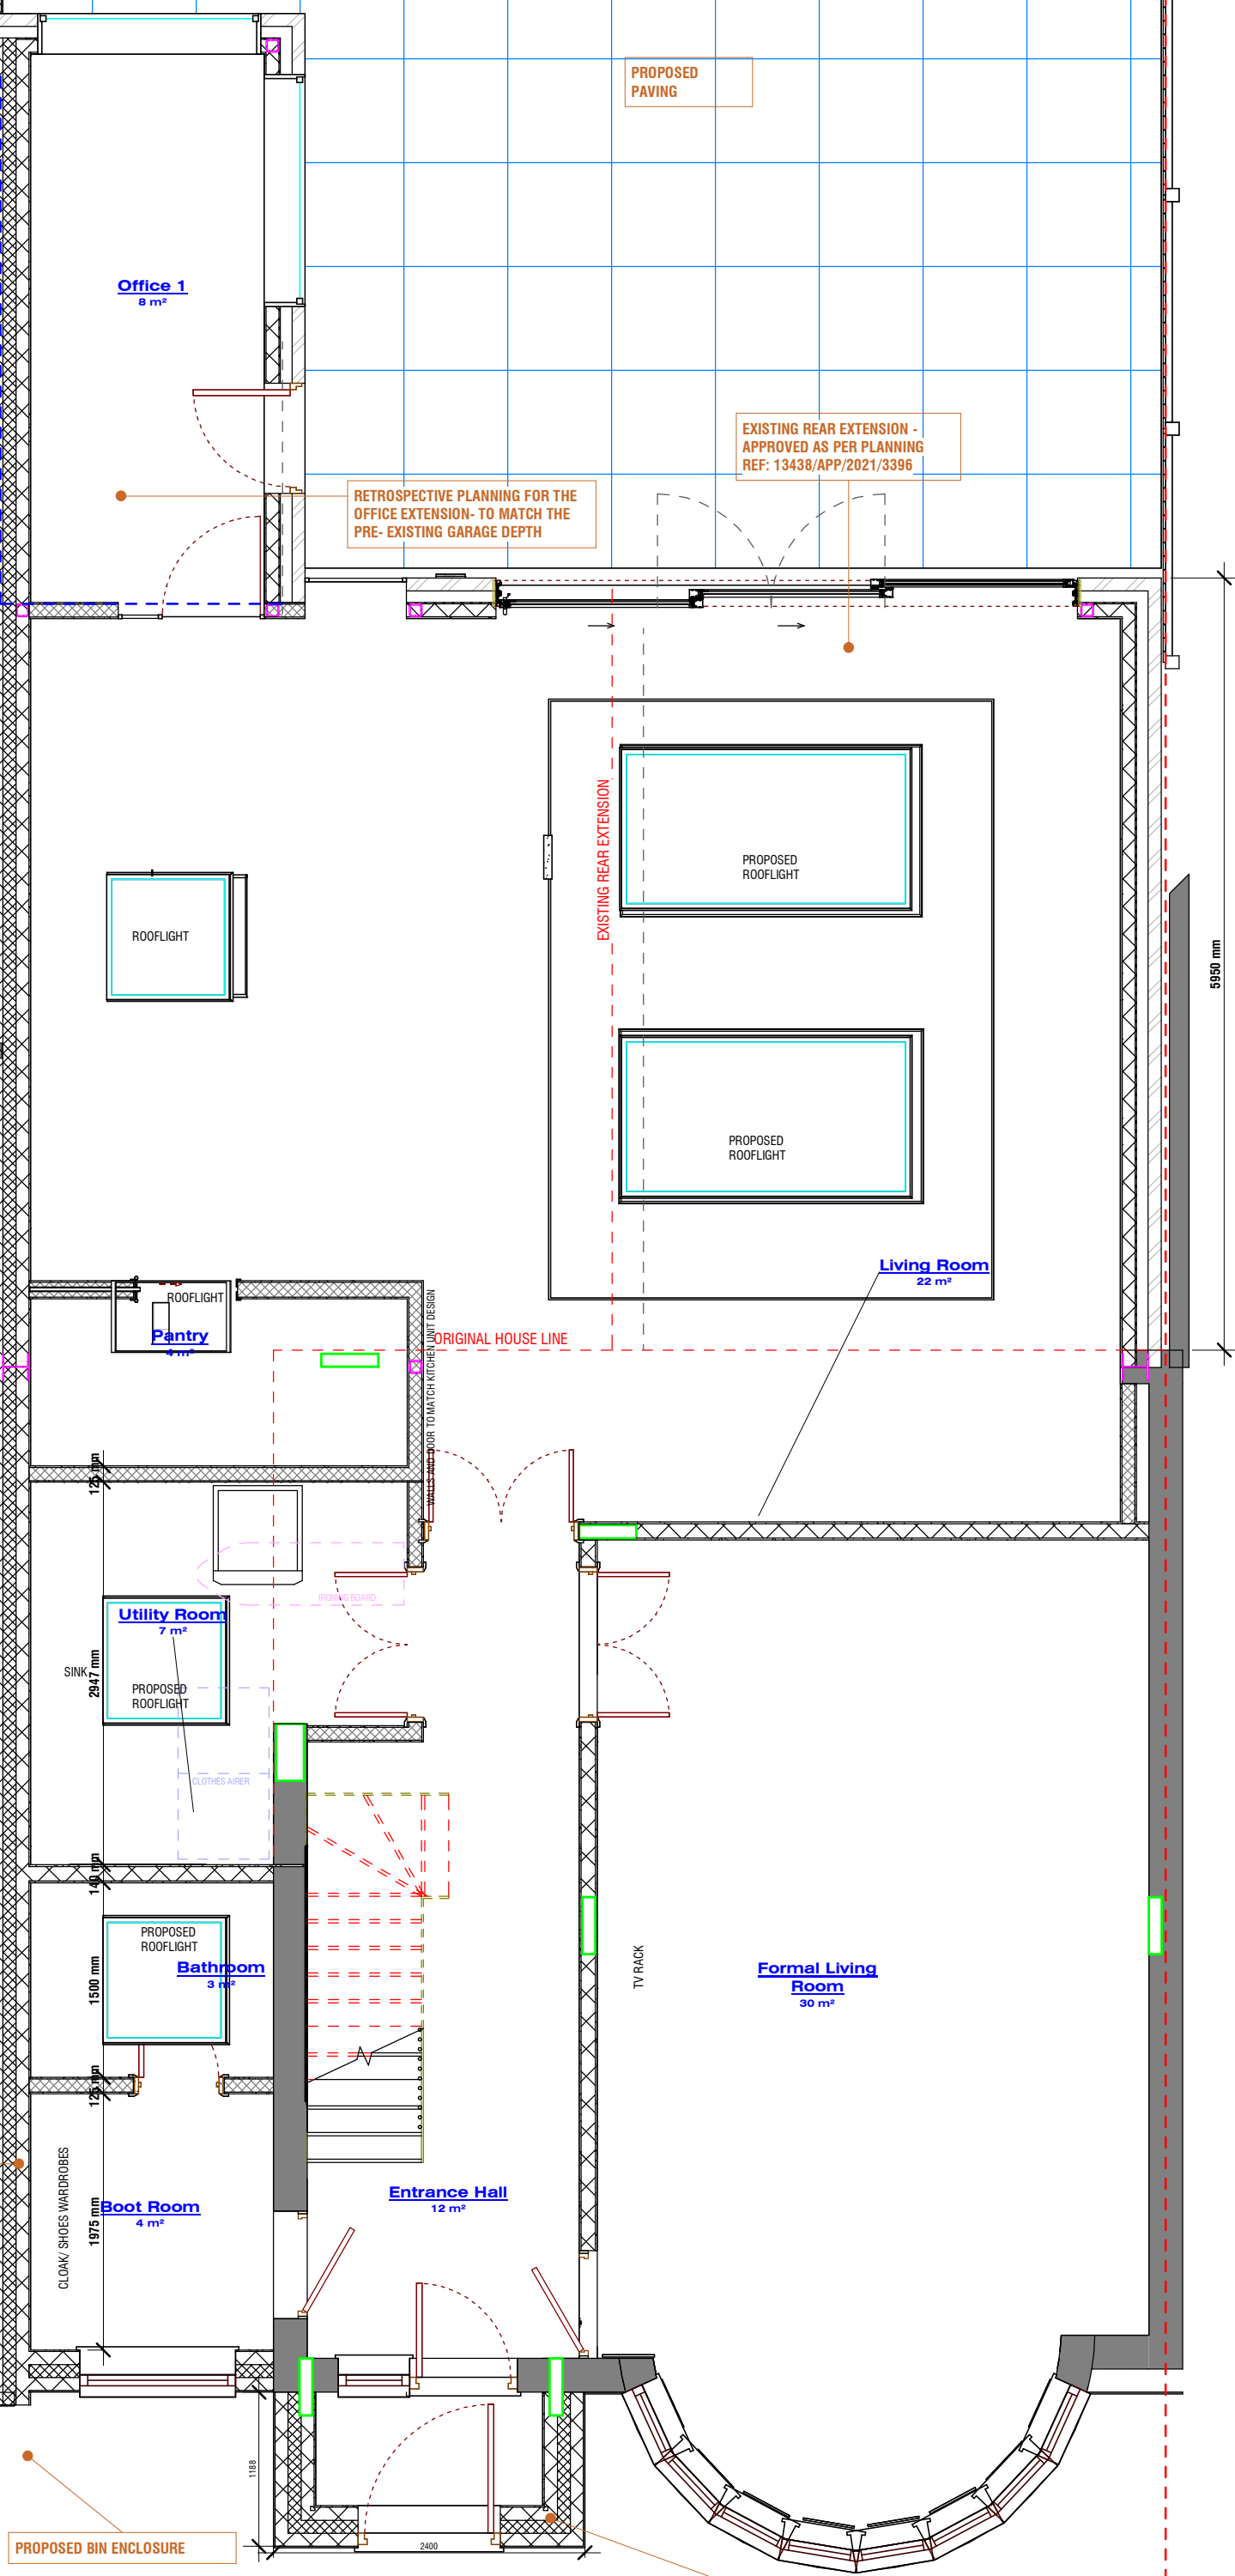 PROPOSED
PAVING
Office 1
8 m²
EXISTING REAR EXTENSION -
APPROVED AS PER PLANNING
REF: 13438/APP/2021/3396
RETROSPECTIVE PLANNING FOR THE
OFFICE EXTENSION- TO MATCH THE
PRE- EXISTING GARAGE DEPTH
EXISTING REAR EXTENSION
PROPOSED
ROOFLIGHT
ROOFLIGHT
5950 mm
PROPOSED
ROOFLIGHT
Living Room
22 m²
ROOFLIGHT
Pantry
4 m²
ORIGINAL HOUSE LINE
WALLS AND DOOR TO MATCH KITCHEN UNIT DESIGN
125 mm
IRONING BOARD
Utility Room
7 m²
SINK
2947 mm
PROPOSED
ROOFLIGHT
CLOTHES AIRER
140 mm
PROPOSED
ROOFLIGHT
Bathroom
3 m²
1500 mm
TV RACK
Formal Living
Room
30 m²
125 mm
CLOAK/ SHOES WARDROBES
Boot Room
4 m²
1975 mm
Entrance Hall
12 m²
1188
2400
PROPOSED BIN ENCLOSURE